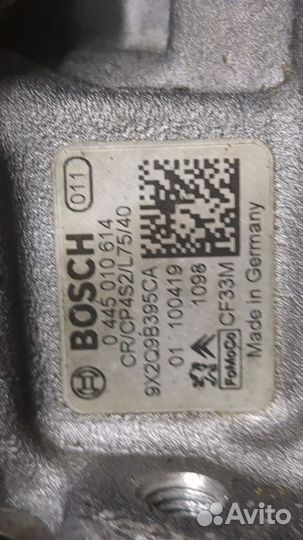 011
BOSCH
0 445 010 614
CR/CP4S2/L75/40
9X2Q9B395CA
01 100419
1098
FoMoCo CF33M
Made in Germany
Avito